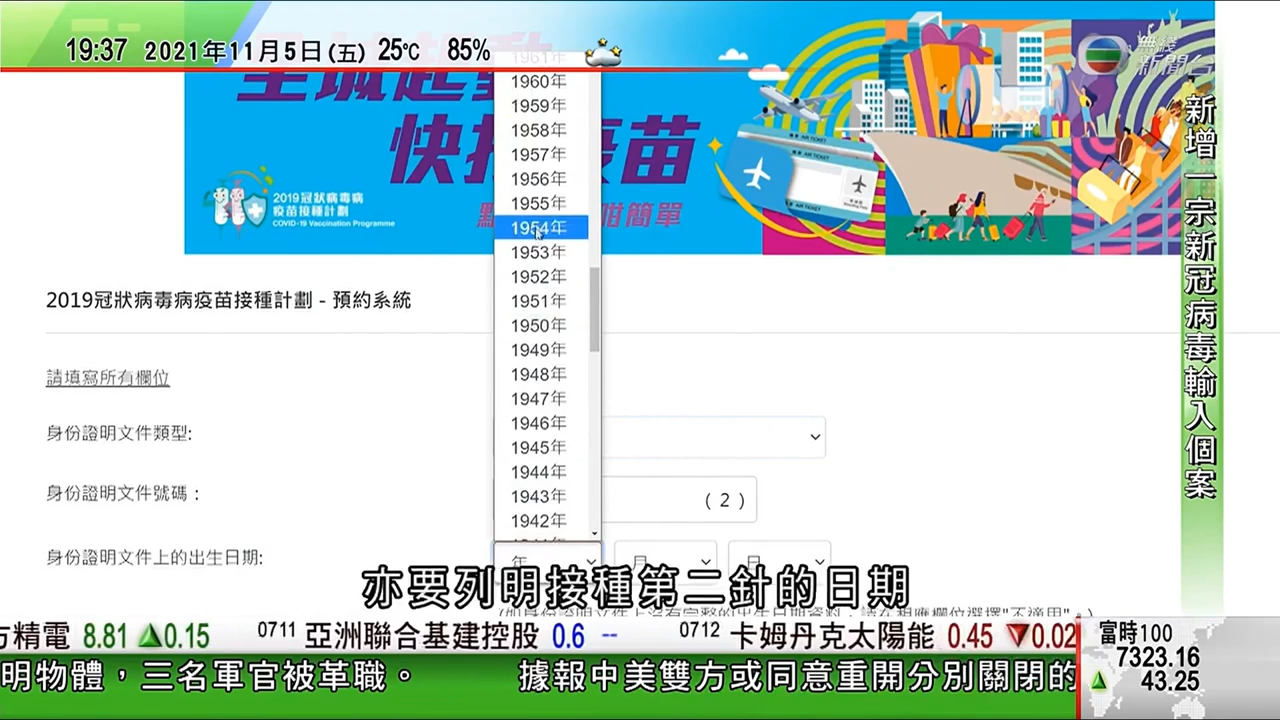 19:37 2021年11月5日(五) 25℃ 85%
無綫
新聞台
快打疫苗
2019冠狀病毒病
疫苗接種計劃
COVID-19 Vaccination Programme
咁簡單
AIR TICKET
AIR TICKET
新增一宗新冠病毒輸入個案
1961年
1960年
1959年
1958年
1957年
1956年
1955年
1954年
1953年
1952年
1951年
1950年
1949年
1948年
1947年
1946年
1945年
1944年
1943年
1942年
2019冠狀病毒病疫苗接種計劃 - 預約系統
請填寫所有欄位
身份證明文件類型:
身份證明文件號碼：
( 2 )
身份證明文件上的出生日期:
年 月 日
亦要列明接種第二針的日期
精電 8.81 ▲0.15 0711 亞洲聯合基建控股 0.6 -- 0712 卡姆丹克太陽能 0.45 ▼0.02
富時100
7323.16
▲ 43.25
明物體，三名軍官被革職。 據報中美雙方或同意重開分別關閉的